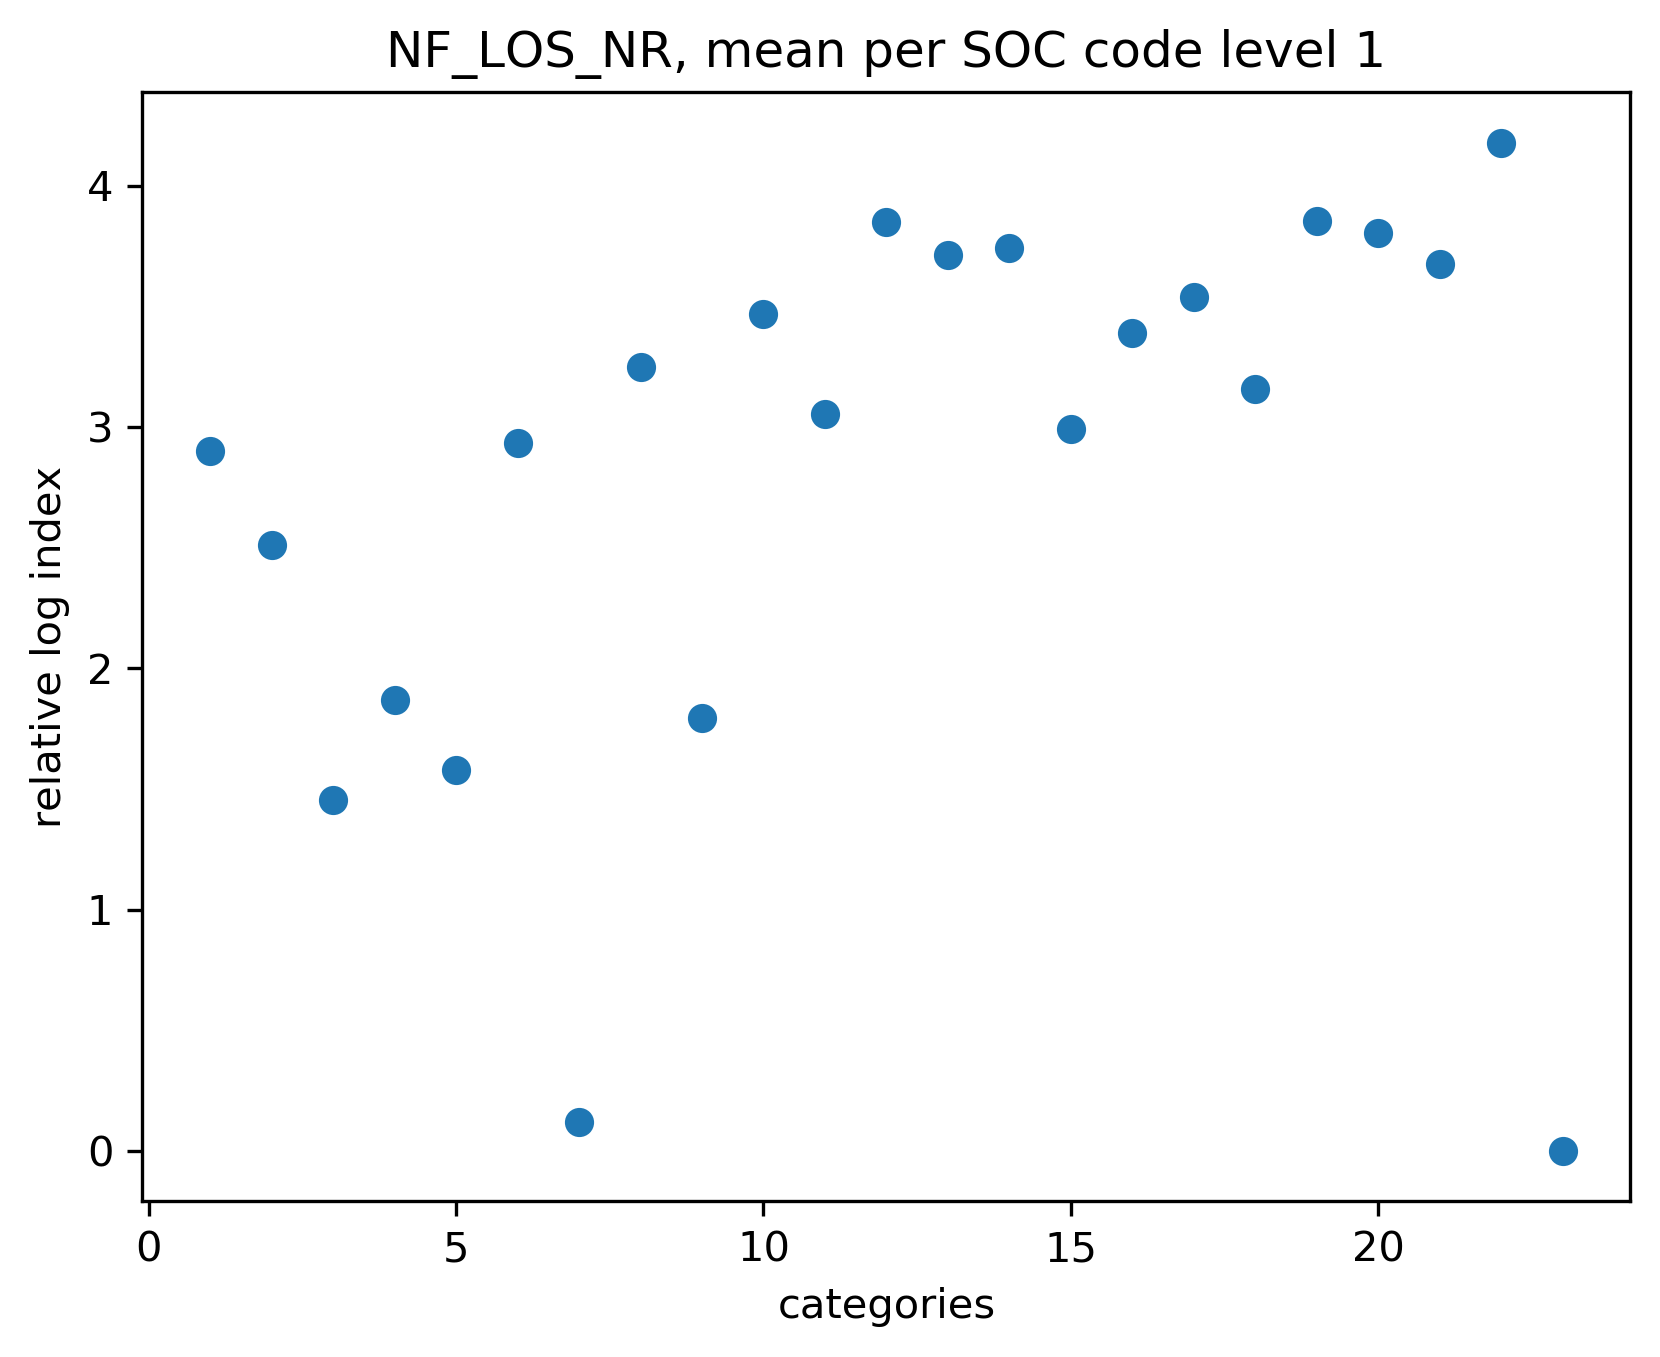 NF_LOS_NR, mean per SOC code level 1
relative log index
4
3
2
1
0
0 5 10 15 20
categories